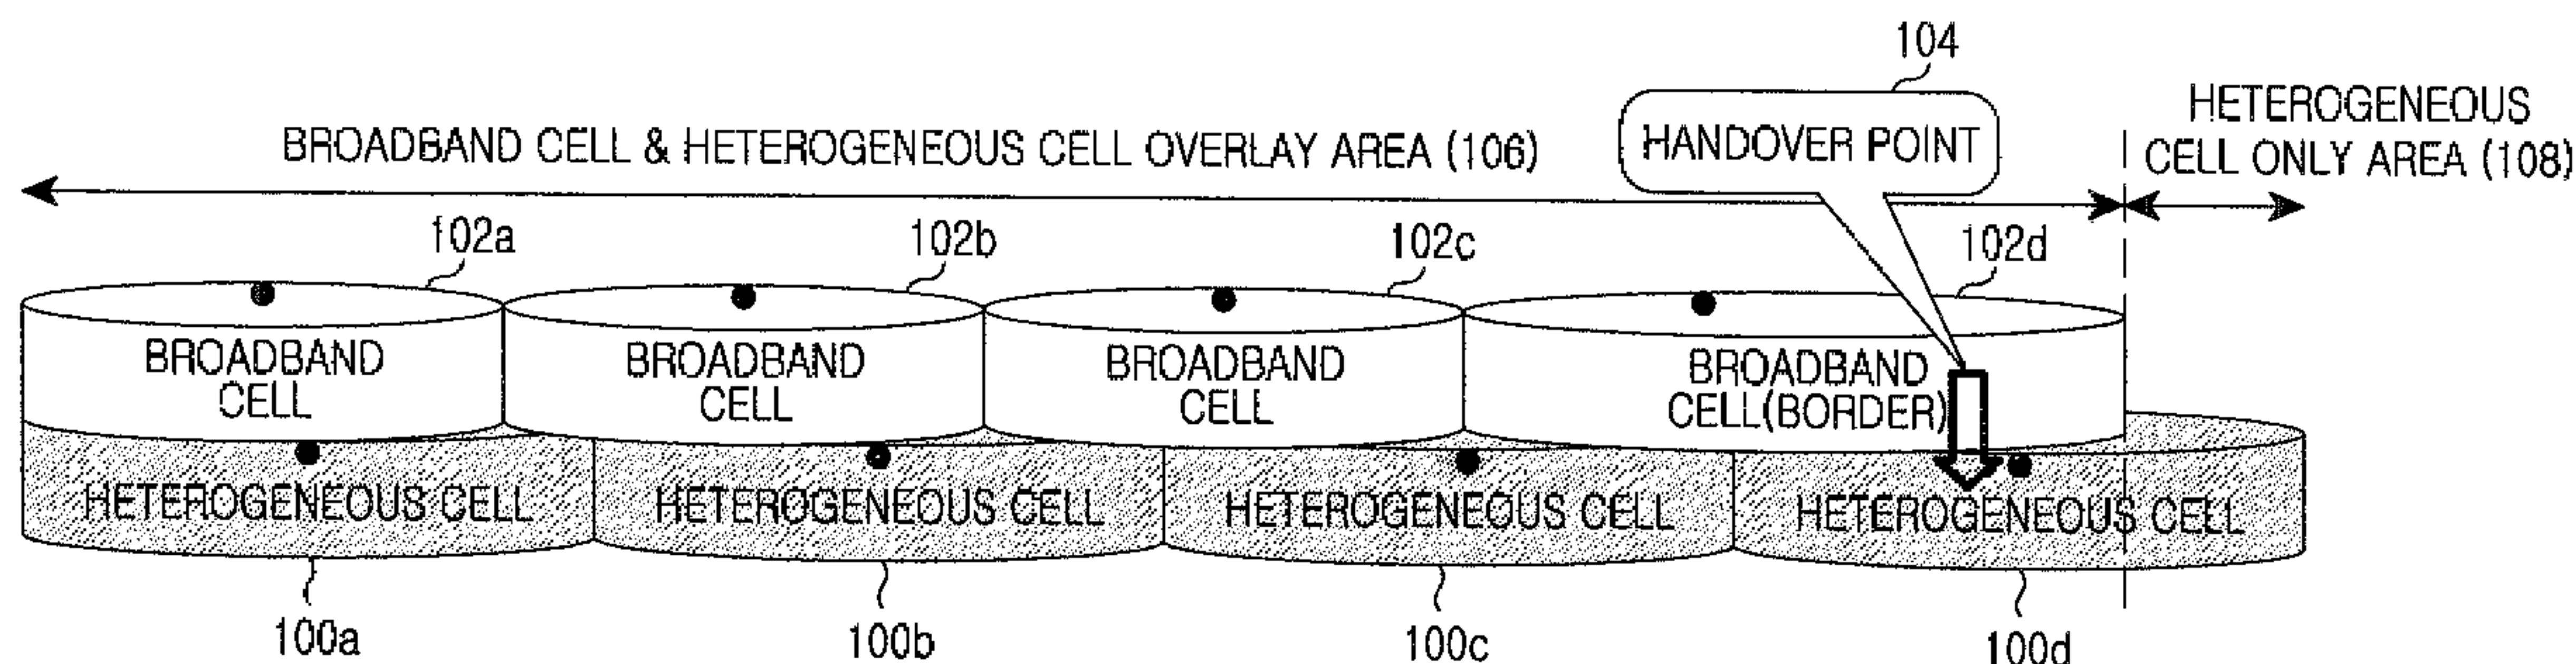 104
HETEROGENEOUS
CELL ONLY AREA (108)
BROADBAND CELL & HETEROGENEOUS CELL OVERLAY AREA (106)
HANDOVER POINT
102a
102b
102c
102d
BROADBAND
CELL
BROADBAND
CELL
BROADBAND
CELL
BROADBAND
CELL(BORDER)
HETEROGENEOUS CELL
HETEROGENEOUS CELL
HETEROGENEOUS CELL
HETEROGENEOUS CELL
100a
100b
100c
100d